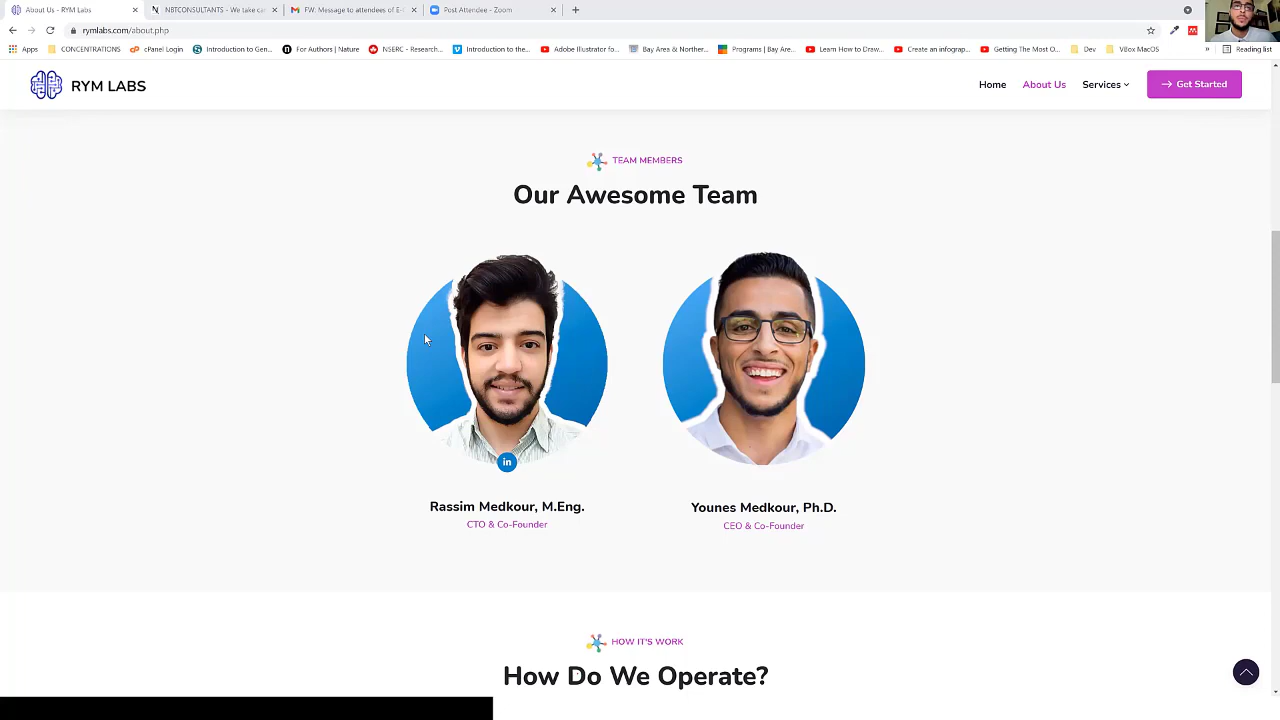 About Us - RYM Labs
NBTCONSULTANTS - We take ca
FW: Message to attendees of E-
Post Attendee - Zoom
rymlabs.com/about.php
Apps
CONCENTRATIONS
cPanel Login
Introduction to Gen...
For Authors | Nature
NSERC - Research...
Introduction to the...
Adobe Illustrator fo...
Bay Area & Norther...
Programs | Bay Are...
Learn How to Draw...
Create an infograp...
Getting The Most O...
Dev
VBox MacOS
»
Reading list
RYM LABS
Home
About Us
Services
Get Started
TEAM MEMBERS
Our Awesome Team
in
Rassim Medkour, M.Eng.
CTO & Co-Founder
Younes Medkour, Ph.D.
CEO & Co-Founder
HOW IT'S WORK
How Do We Operate?